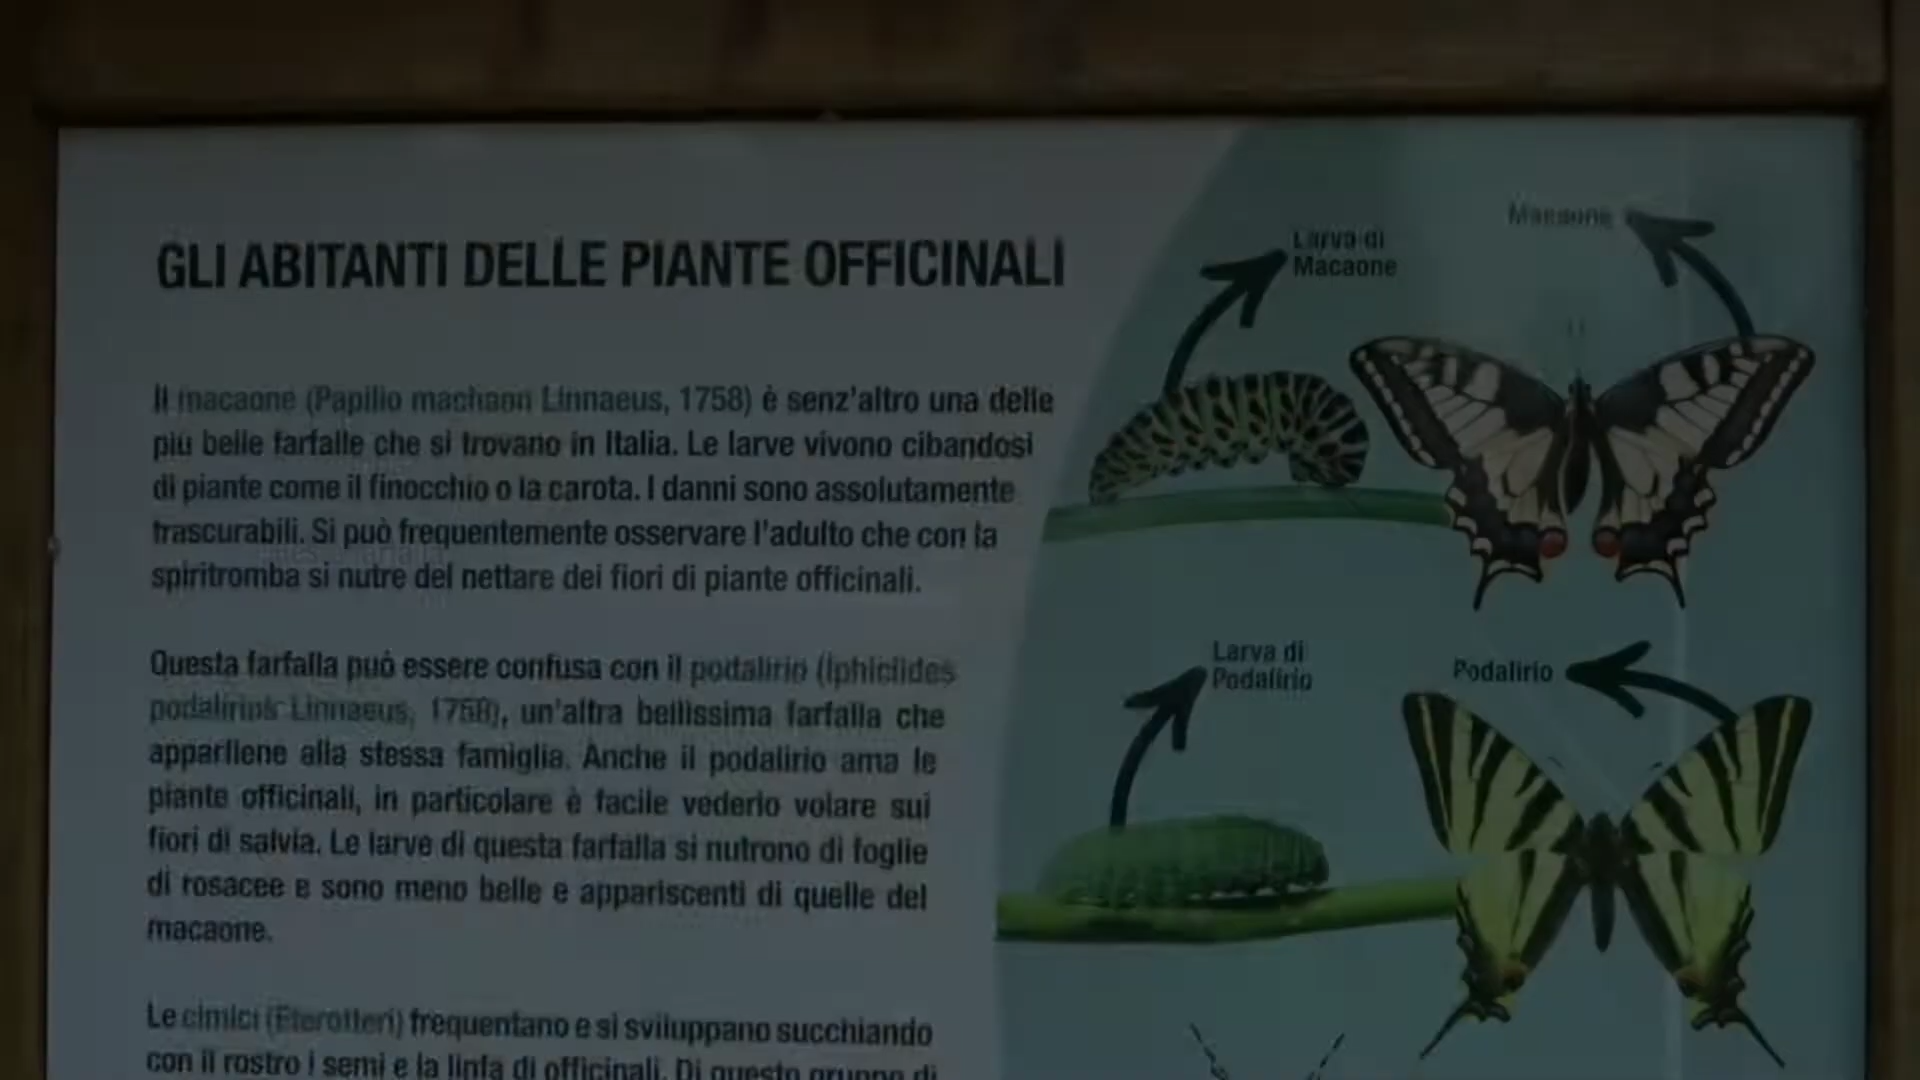 GLI ABITANTI DELLE PIANTE OFFICINALI
Il macaone (Papilio machaon Linnaeus, 1758) è senz'altro una delle
più belle farfalle che si trovano in Italia. Le larve vivono cibandosi
di piante come il finocchio o la carota. I danni sono assolutamente
trascurabili. Si può frequentemente osservare l'adulto che con la
spiritromba si nutre del nettare dei fiori di piante officinali.
Questa farfalla può essere confusa con il podalirio (Iphiclides
podalirius Linnaeus, 1758), un'altra bellissima farfalla che
appartiene alla stessa famiglia. Anche il podalirio ama le
piante officinali, in particolare è facile vederlo volare sui
fiori di salvia. Le larve di questa farfalla si nutrono di foglie
di rosacee e sono meno belle e appariscenti di quelle del
macaone.
Le cimici (Eterotteri) frequentano e si sviluppano succhiando
con il rostro i semi e la linfa di officinali. Di questo gruppo di
Larva di
Macaone
Macaone
Larva di
Podalirio
Podalirio